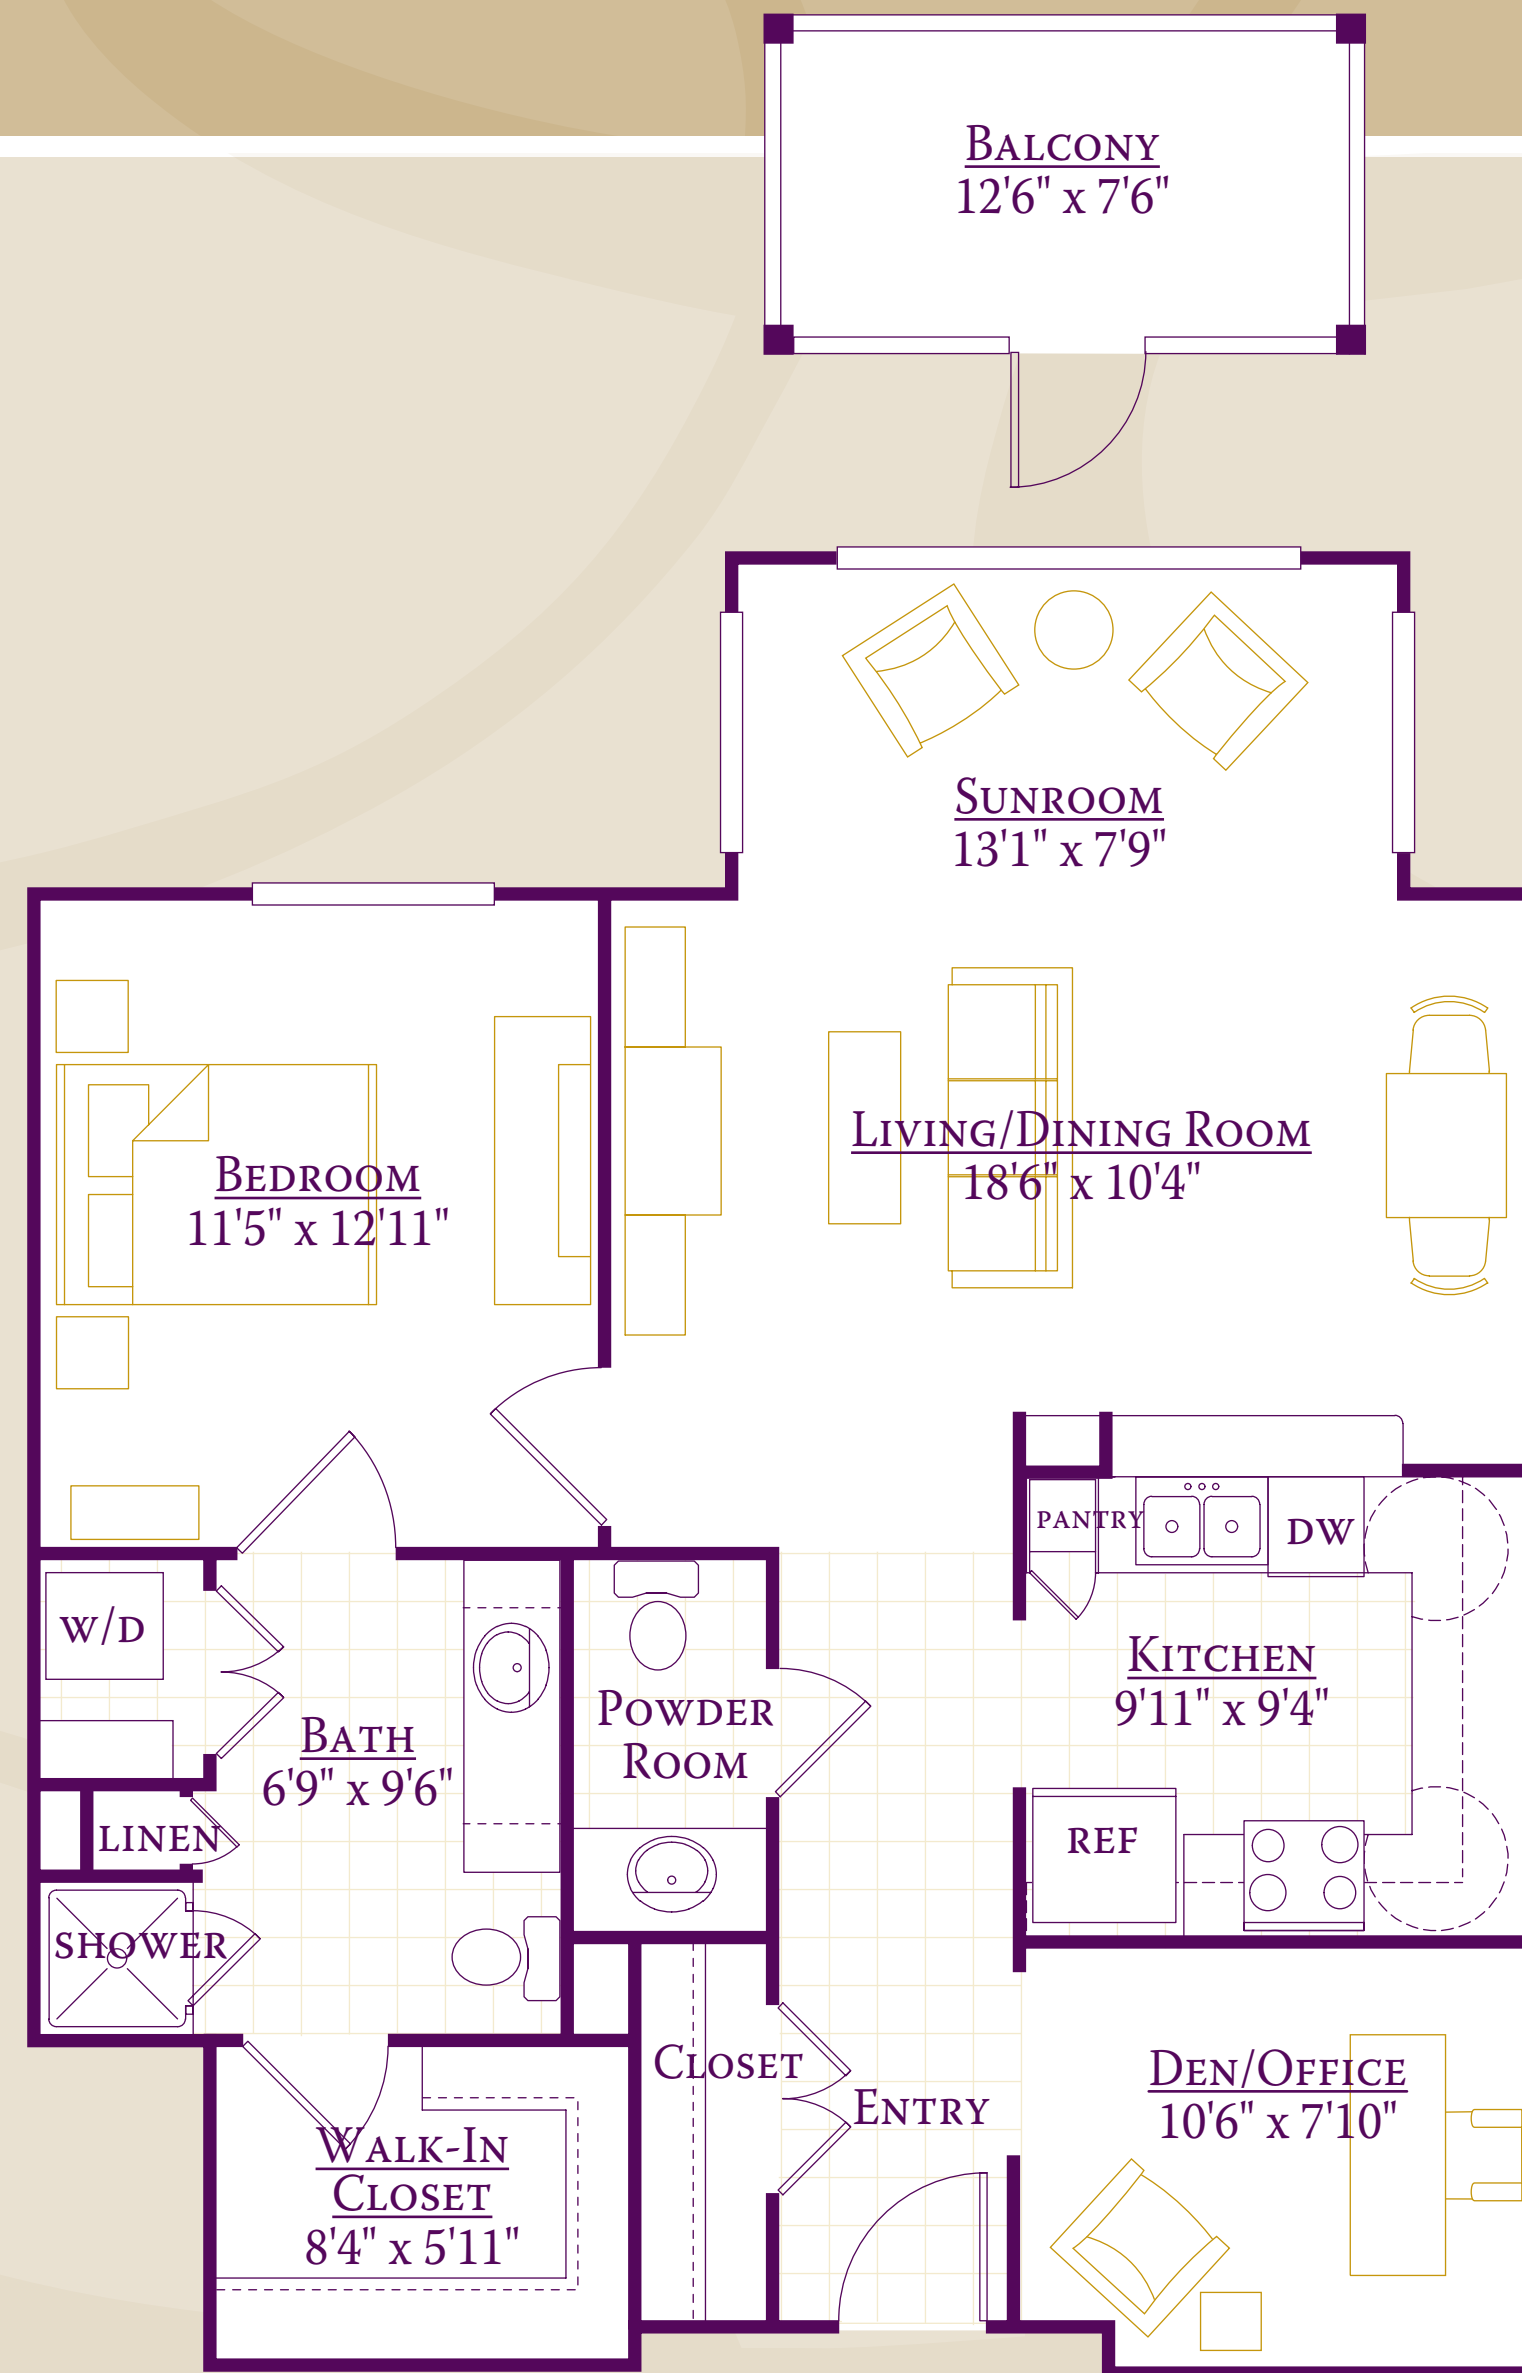 Balcony
12'6" x 7'6"
Sunroom
13'1" x 7'9"
Living/Dining Room
18'6" x 10'4"
Bedroom
11'5" x 12'11"
PANTRY
DW
W/D
Kitchen
9'11" x 9'4"
Powder
Room
Bath
6'9" x 9'6"
LINEN
REF
SHOWER
Closet
Entry
Den/Office
10'6" x 7'10"
Walk-In
Closet
8'4" x 5'11"